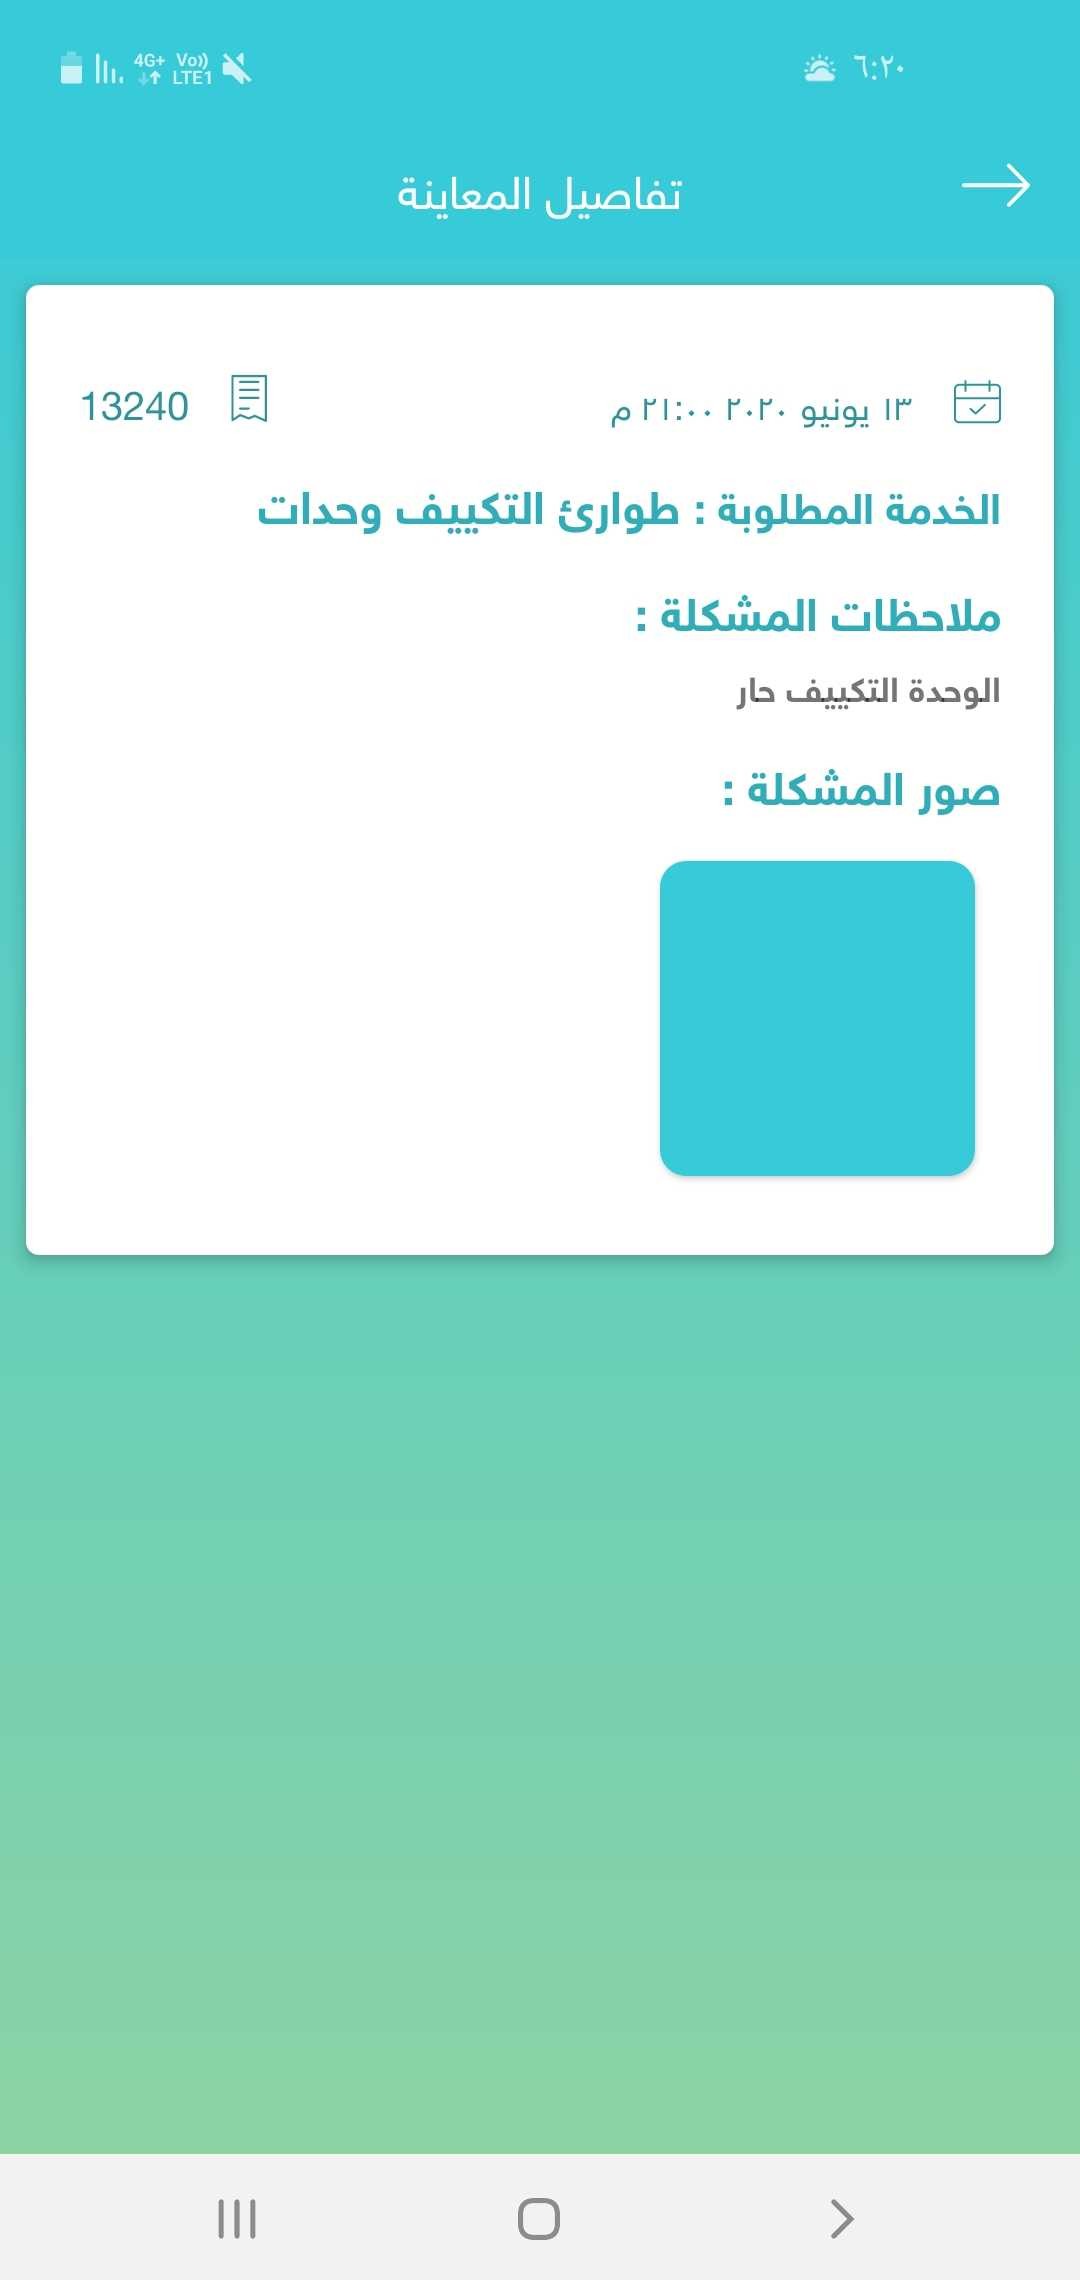 ٦:٢٠
4G+ Vo)) LTE1
تفاصيل المعاينة
١٣ يونيو ٢٠٢٠ ٢١:٠٠ م
13240
الخدمة المطلوبة : طوارئ التكييف وحدات
ملاحظات المشكلة :
الوحدة التكييف حار
صور المشكلة :